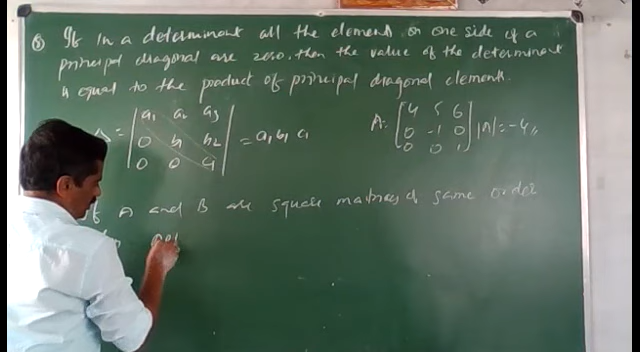 ⑧ If in a determinant all the elements on one side of a
principal diagonal are zero, then the value of the determinant
is equal to the product of principal diagonal elements.
Δ = | a₁ a₂ a₃ | = a₁ b₁ c₁
0 b₁ b₂
0 0 c₁
A: [ 4 5 6 ] |A| = -4
0 -1 0
0 0 1
If A and B are square matrices of same order